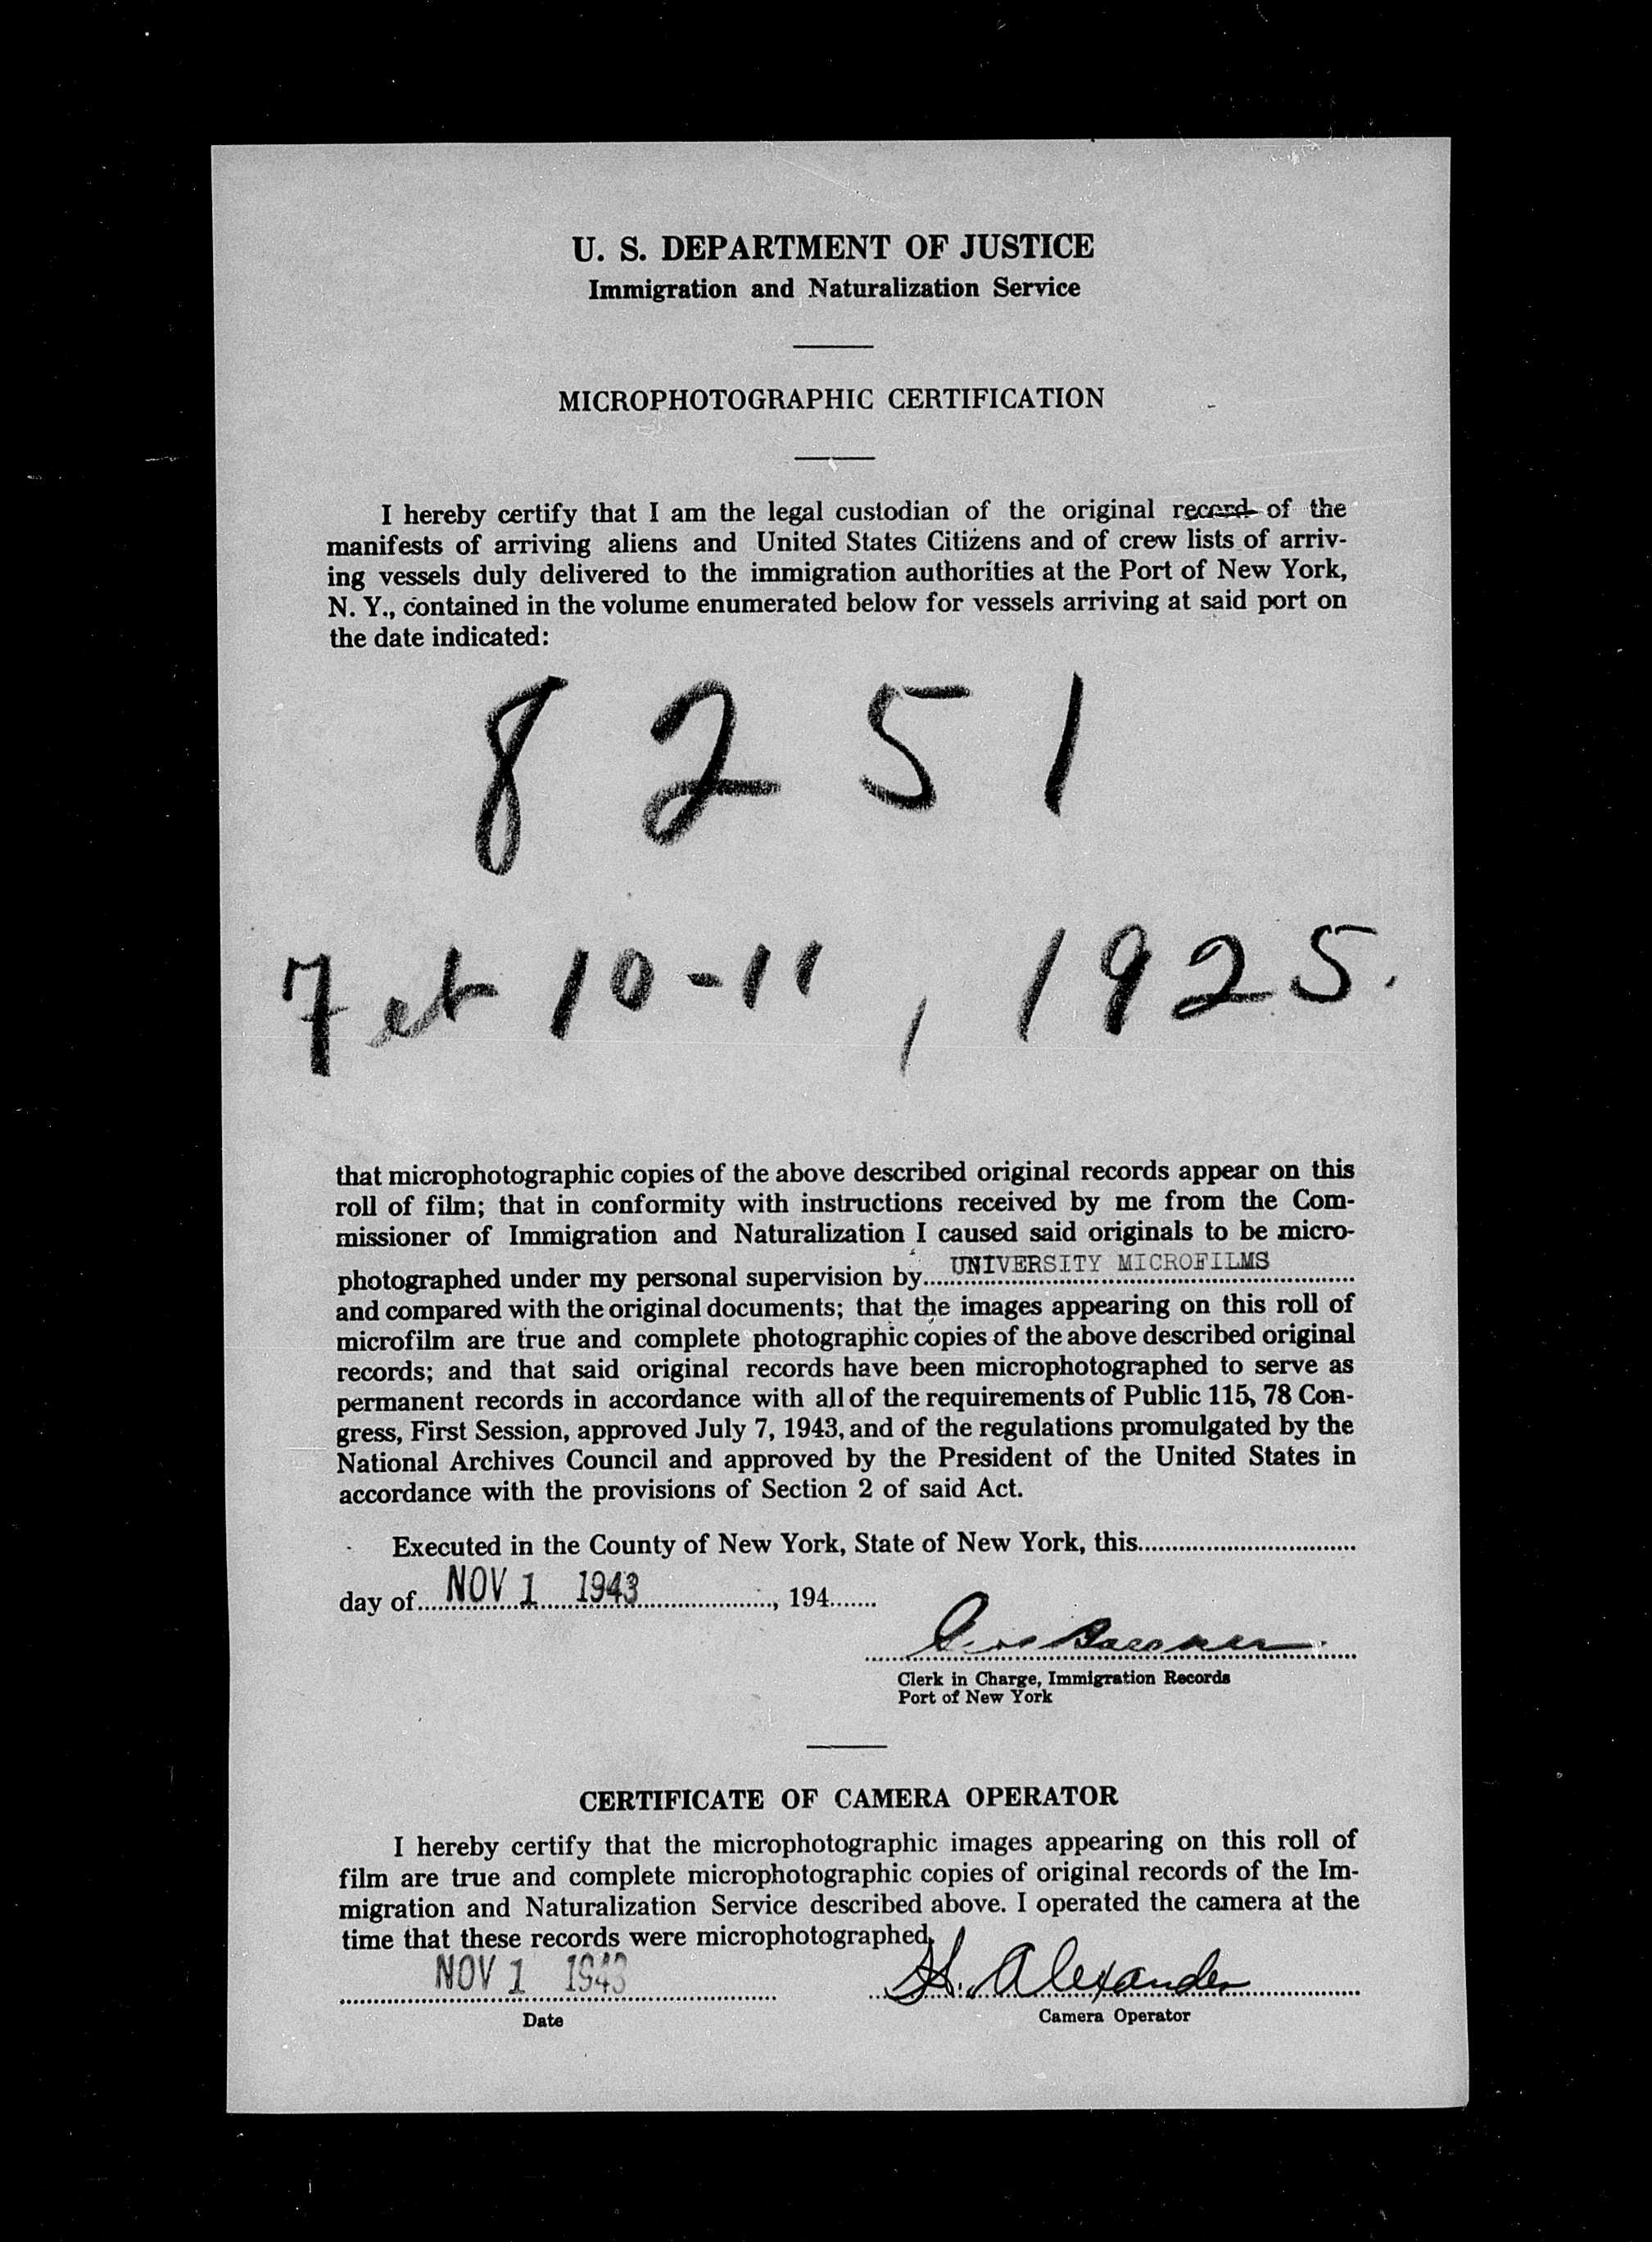 U. S. DEPARTMENT OF JUSTICE
Immigration and Naturalization Service
MICROPHOTOGRAPHIC CERTIFICATION
I hereby certify that I am the legal custodian of the original record of the
manifests of arriving aliens and United States Citizens and of crew lists of arriv-
ing vessels duly delivered to the immigration authorities at the Port of New York,
N. Y., contained in the volume enumerated below for vessels arriving at said port on
the date indicated:
8251
Feb 10-11, 1925.
that microphotographic copies of the above described original records appear on this
roll of film; that in conformity with instructions received by me from the Com-
missioner of Immigration and Naturalization I caused said originals to be micro-
photographed under my personal supervision by UNIVERSITY MICROFILMS
and compared with the original documents; that the images appearing on this roll of
microfilm are true and complete photographic copies of the above described original
records; and that said original records have been microphotographed to serve as
permanent records in accordance with all of the requirements of Public 115, 78 Con-
gress, First Session, approved July 7, 1943, and of the regulations promulgated by the
National Archives Council and approved by the President of the United States in
accordance with the provisions of Section 2 of said Act.
Executed in the County of New York, State of New York, this
day of NOV 1 1943, 194
Clerk in Charge, Immigration Records
Port of New York
CERTIFICATE OF CAMERA OPERATOR
I hereby certify that the microphotographic images appearing on this roll of
film are true and complete microphotographic copies of original records of the Im-
migration and Naturalization Service described above. I operated the camera at the
time that these records were microphotographed.
NOV 1 1943 H. Alexander
Date Camera Operator